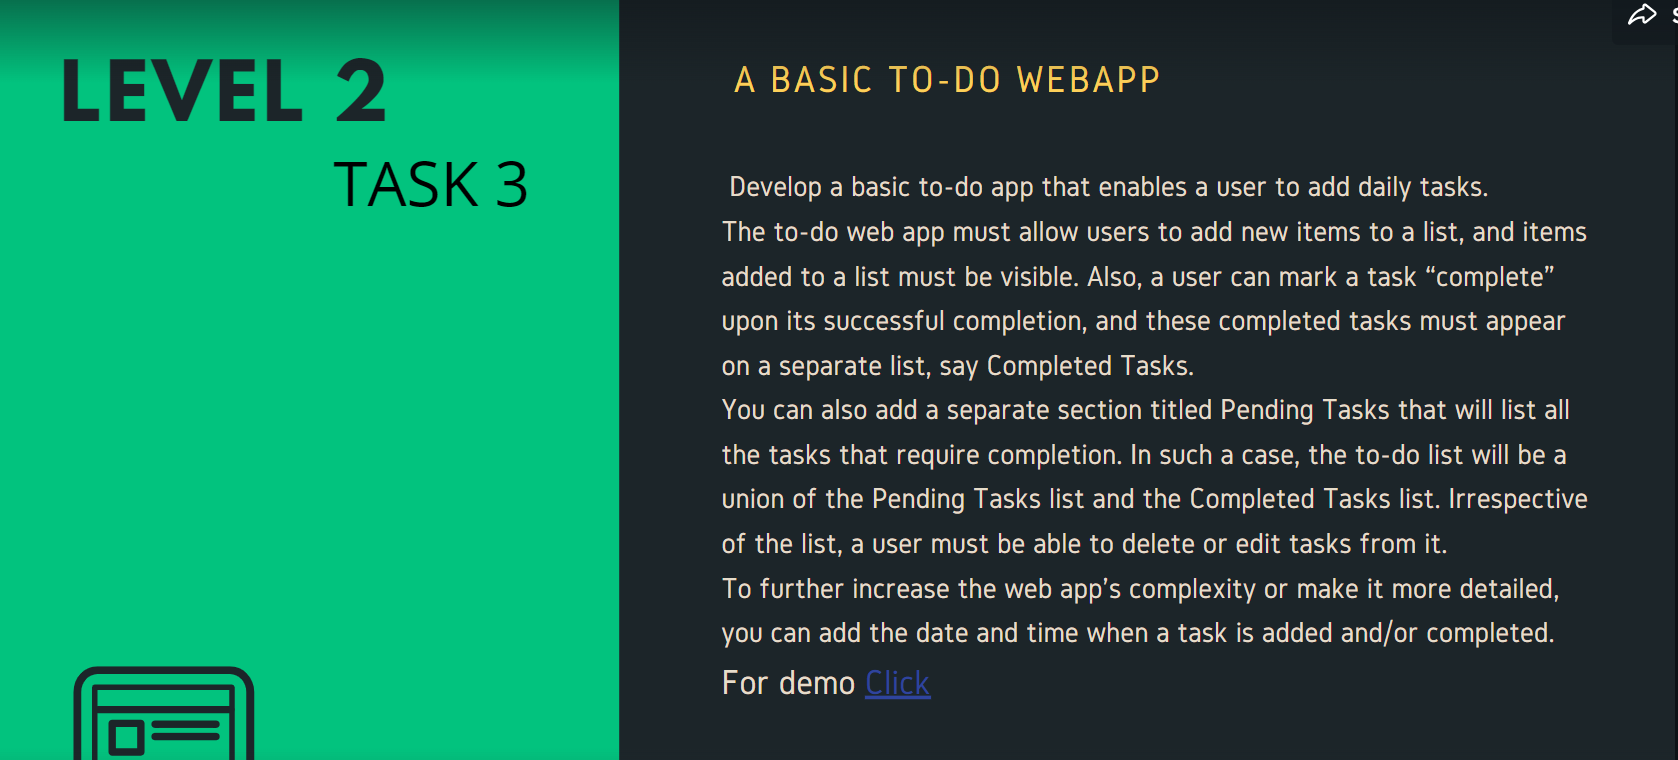 LEVEL 2
TASK 3
A BASIC TO-DO WEBAPP
Develop a basic to-do app that enables a user to add daily tasks.
The to-do web app must allow users to add new items to a list, and items
added to a list must be visible. Also, a user can mark a task “complete”
upon its successful completion, and these completed tasks must appear
on a separate list, say Completed Tasks.
You can also add a separate section titled Pending Tasks that will list all
the tasks that require completion. In such a case, the to-do list will be a
union of the Pending Tasks list and the Completed Tasks list. Irrespective
of the list, a user must be able to delete or edit tasks from it.
To further increase the web app’s complexity or make it more detailed,
you can add the date and time when a task is added and/or completed.
For demo Click